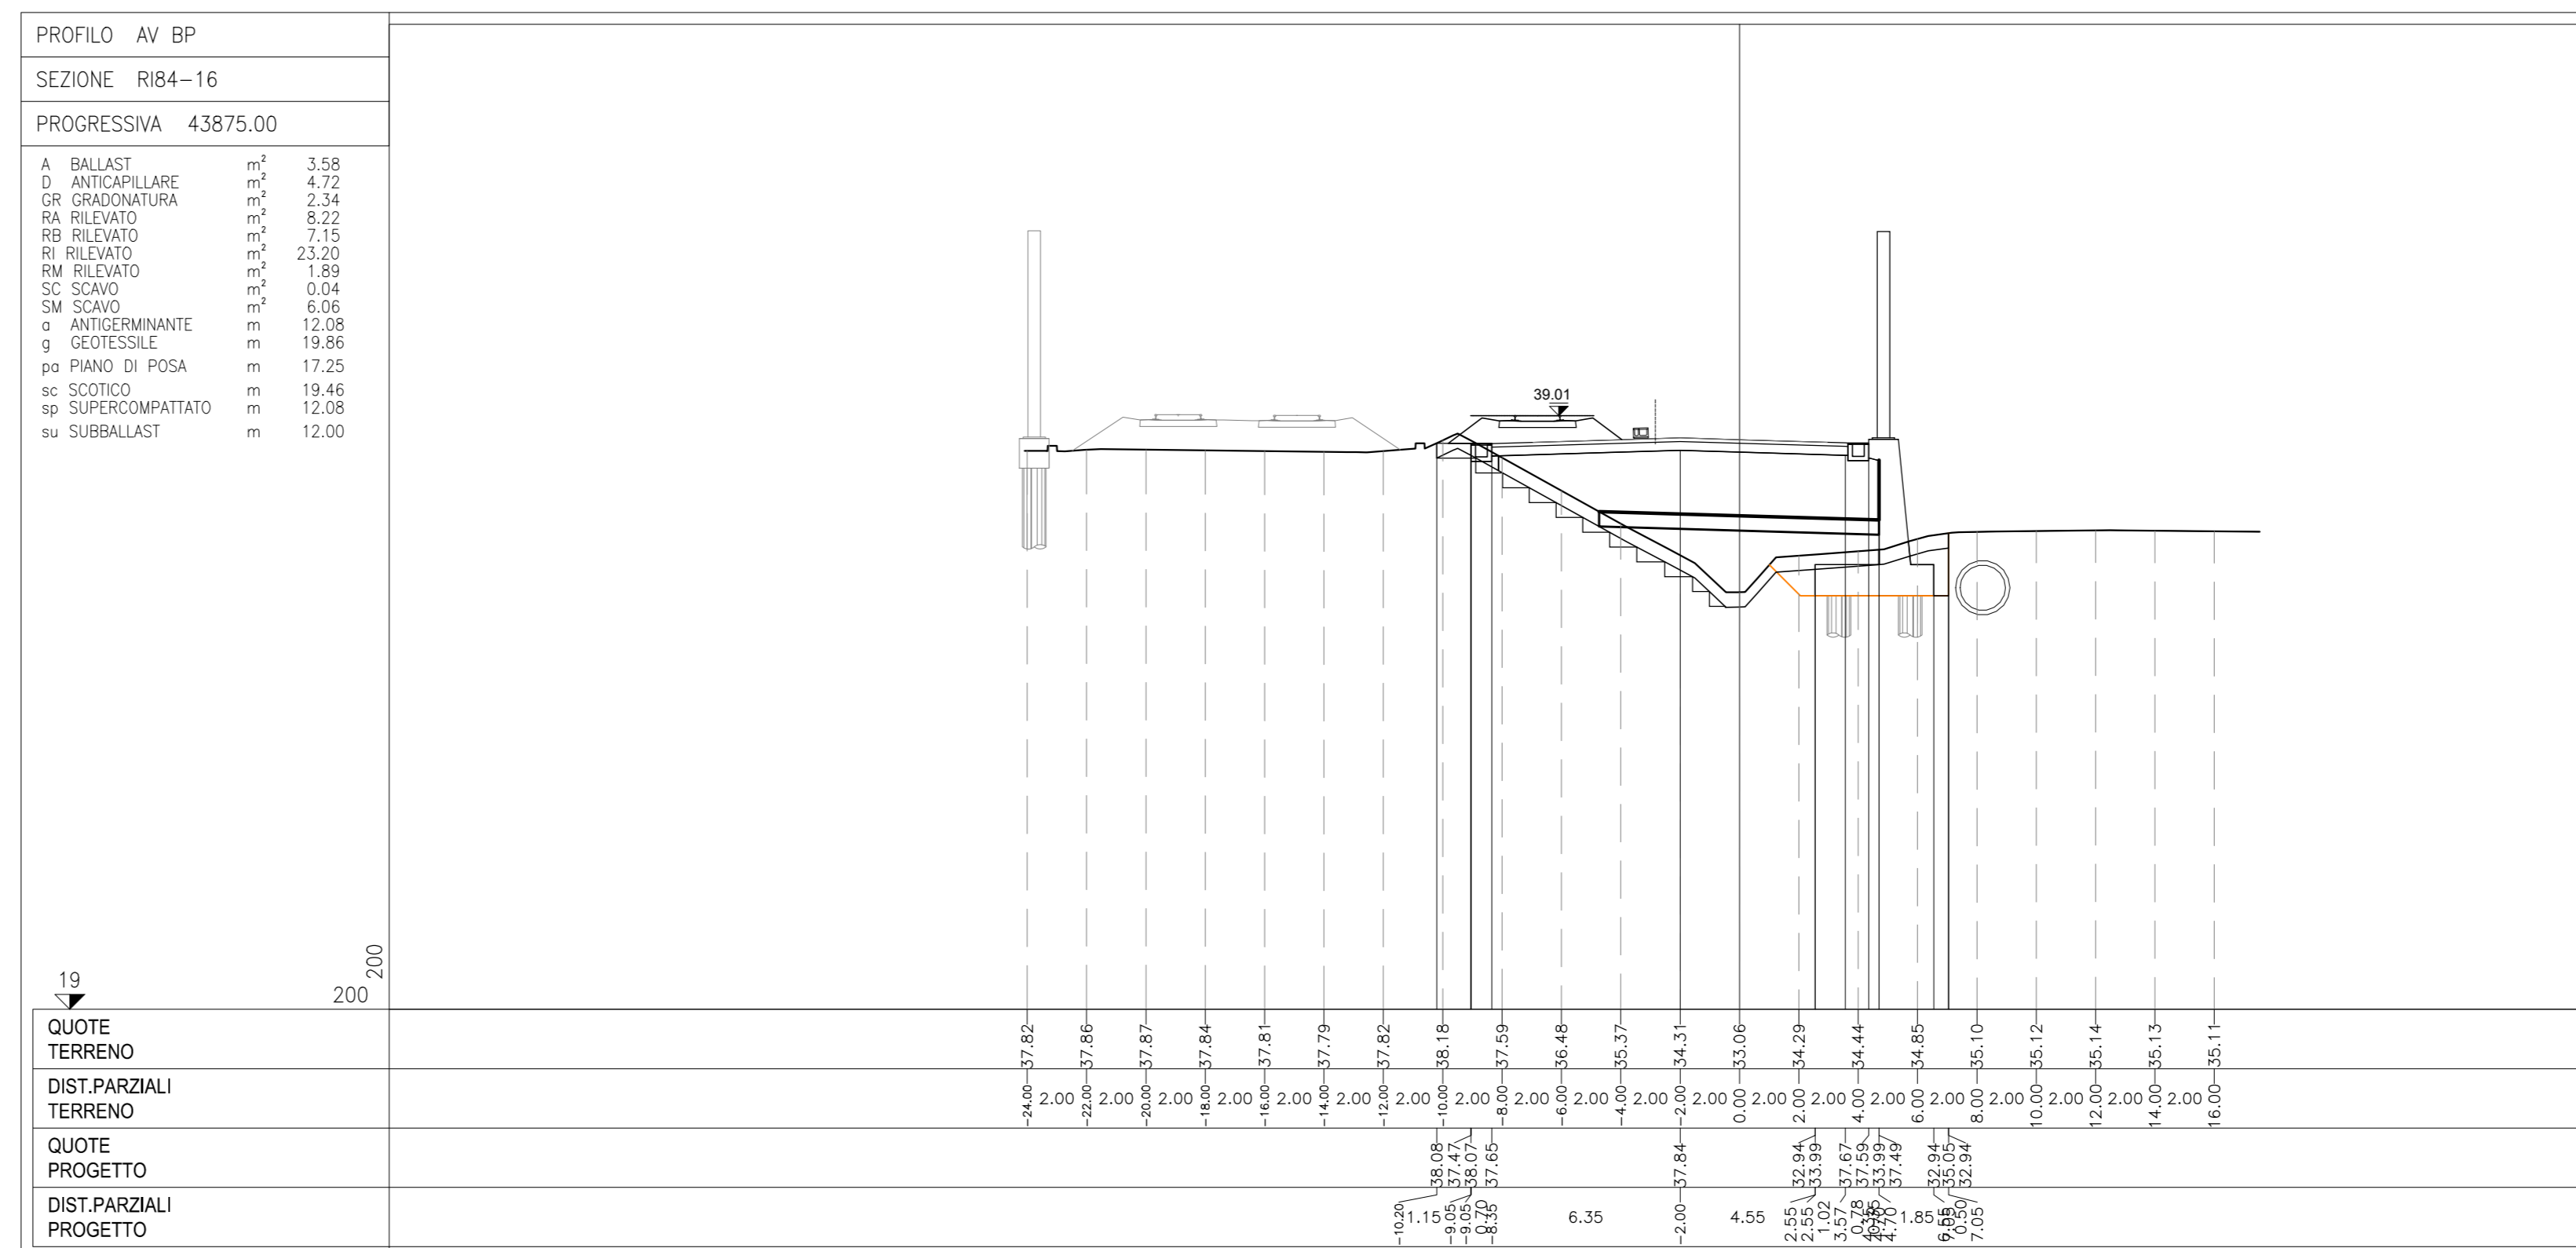 PROFILO AV BP
SEZIONE RI84-16
PROGRESSIVA 43875.00
A BALLAST m² 3.58
D ANTICAPILLARE m² 4.72
GR GRADONATURA m² 2.34
RA RILEVATO m² 8.22
RB RILEVATO m² 7.15
RI RILEVATO m² 23.20
RM RILEVATO m² 1.89
SC SCAVO m² 0.04
SM SCAVO m² 6.06
a ANTIGERMINANTE m 12.08
g GEOTESSILE m 19.86
pa PIANO DI POSA m 17.25
sc SCOTICO m 19.46
sp SUPERCOMPATTATO m 12.08
su SUBBALLAST m 12.00
39.01
19
200
200
QUOTE
TERRENO
37.82 37.86 37.87 37.84 37.81 37.79 37.82 38.18 37.59 36.48 35.37 34.31 33.06 34.29 34.44 34.85 35.10 35.12 35.14 35.13 35.11
DIST.PARZIALI
TERRENO
-24.00 2.00 -22.00 2.00 -20.00 2.00 -18.00 2.00 -16.00 2.00 -14.00 2.00 -12.00 2.00 -10.00 2.00 -8.00 2.00 -6.00 2.00 -4.00 2.00 -2.00 2.00 0.00 2.00 2.00 2.00 4.00 2.00 6.00 2.00 8.00 2.00 10.00 2.00 12.00 2.00 14.00 2.00 16.00
QUOTE
PROGETTO
38.08 37.47 38.07 37.65 37.84 32.94 33.99 37.67 37.59 33.99 37.49 32.94 35.05 32.94
DIST.PARZIALI
PROGETTO
-10.20 1.15 -9.05 -9.05 0.70 -8.35 6.35 -2.00 4.55 2.55 2.55 1.02 3.57 0.78 4.70 1.85 6.55 0.50 7.05